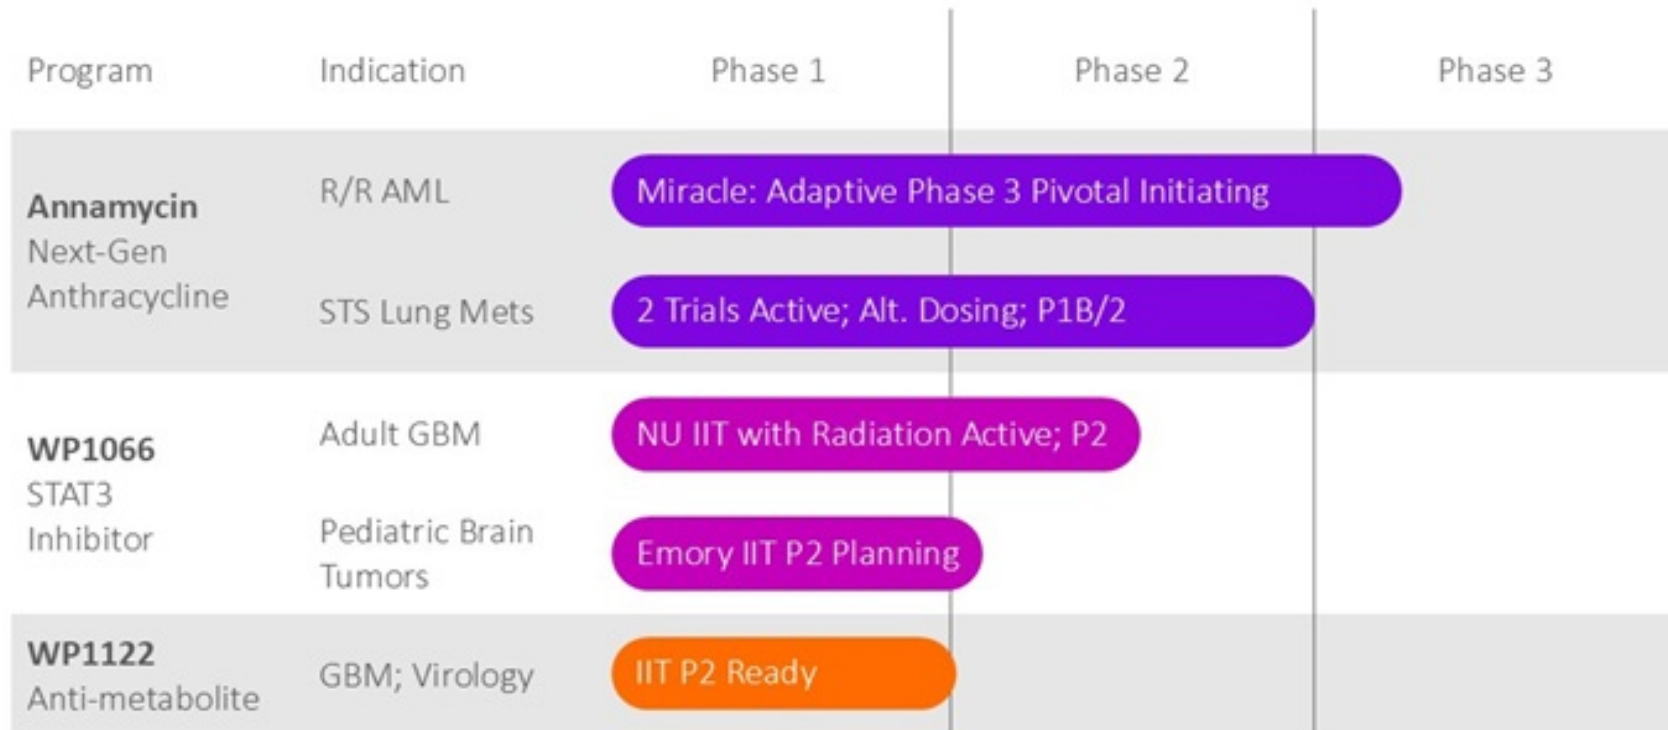 Program Indication Phase 1 Phase 2 Phase 3
Annamycin
Next-Gen
Anthracycline
R/R AML
Miracle: Adaptive Phase 3 Pivotal Initiating
STS Lung Mets
2 Trials Active; Alt. Dosing; P1B/2
WP1066
STAT3
Inhibitor
Adult GBM
NU IIT with Radiation Active; P2
Pediatric Brain
Tumors
Emory IIT P2 Planning
WP1122
Anti-metabolite
GBM; Virology
IIT P2 Ready